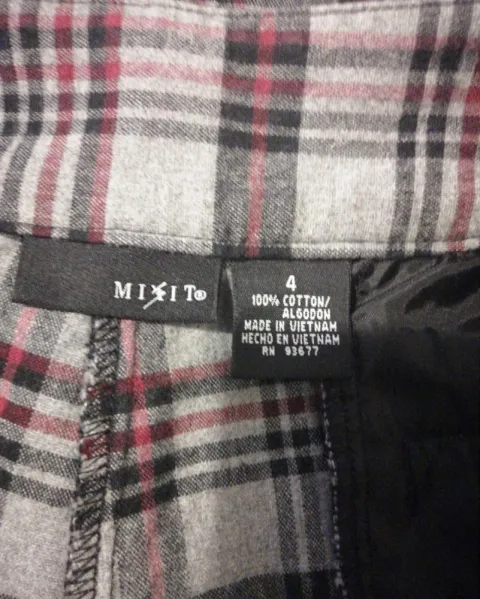 MIXIT®
4
100% COTTON/
ALGODON
MADE IN VIETNAM
HECHO EN VIETNAM
RN 93677